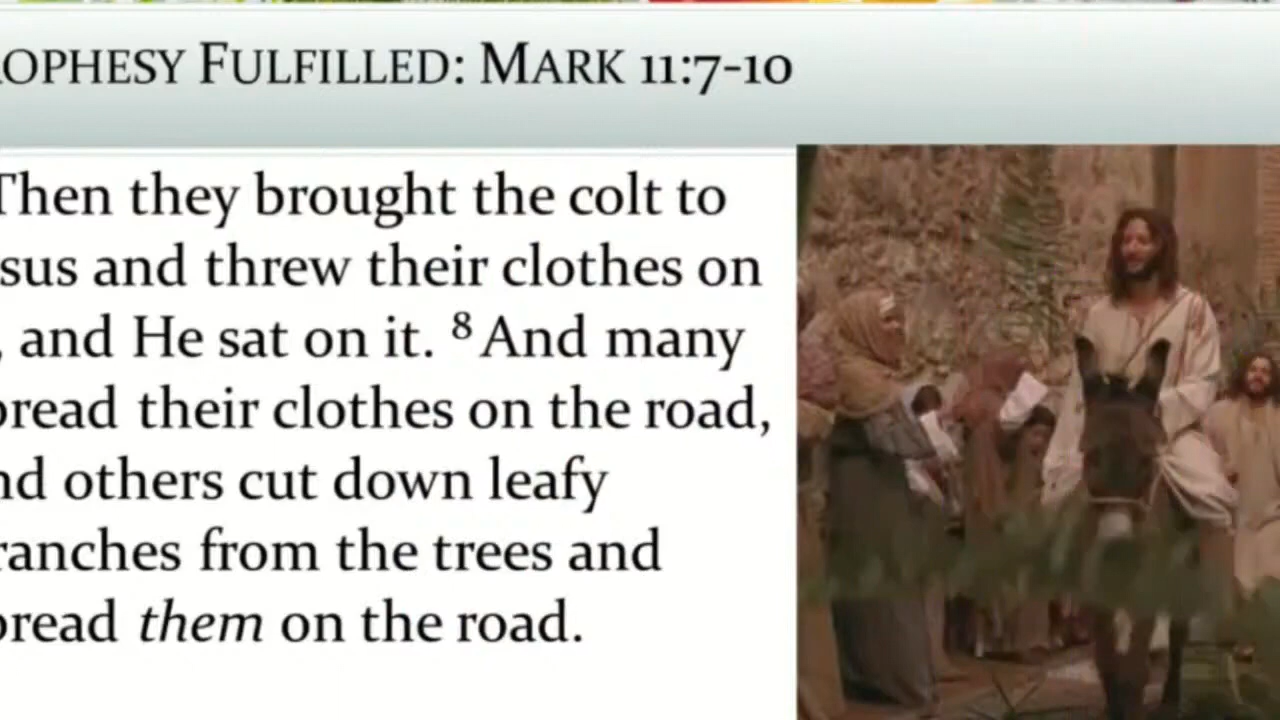 OPHESY FULFILLED: MARK 11:7-10
Then they brought the colt to
sus and threw their clothes on
, and He sat on it. 8 And many
pread their clothes on the road,
nd others cut down leafy
ranches from the trees and
pread them on the road.